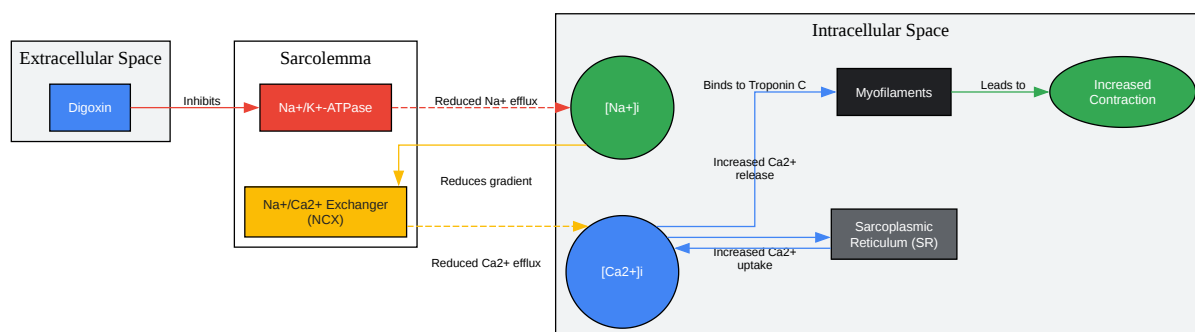 Extracellular Space
Digoxin
Inhibits
Sarcolemma
Na+/K+-ATPase
Reduced Na+ efflux
Na+/Ca2+ Exchanger
(NCX)
Reduces gradient
Reduced Ca2+ efflux
Intracellular Space
[Na+]i
Binds to Troponin C
Myofilaments
Leads to
Increased
Contraction
Increased Ca2+
release
[Ca2+]i
Increased Ca2+
uptake
Sarcoplasmic
Reticulum (SR)